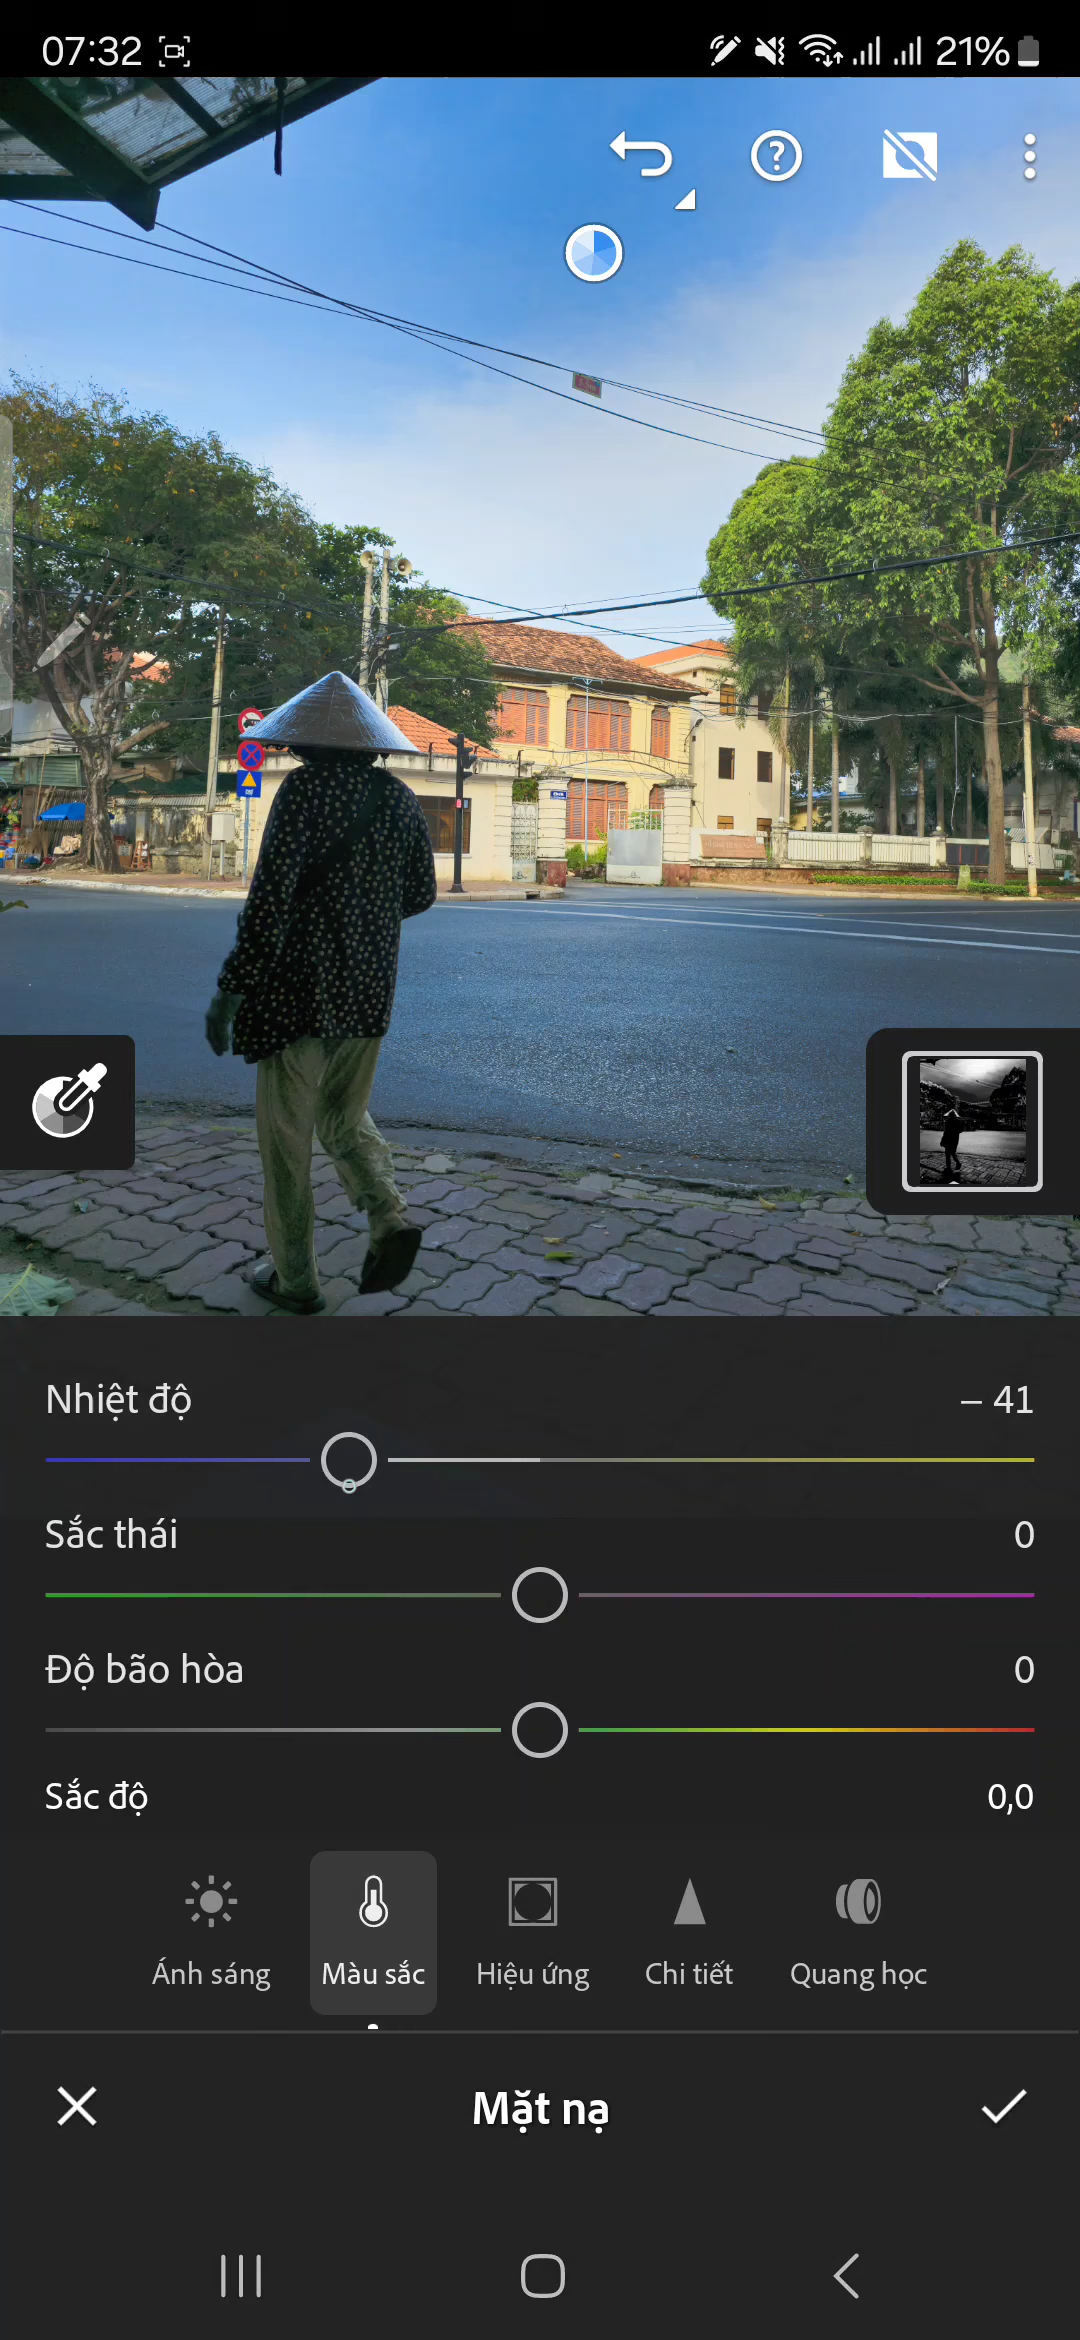 07:32
21%
Nhiệt độ
– 41
Sắc thái
0
Độ bão hòa
0
Sắc độ
0,0
Ánh sáng
Màu sắc
Hiệu ứng
Chi tiết
Quang học
Mặt nạ